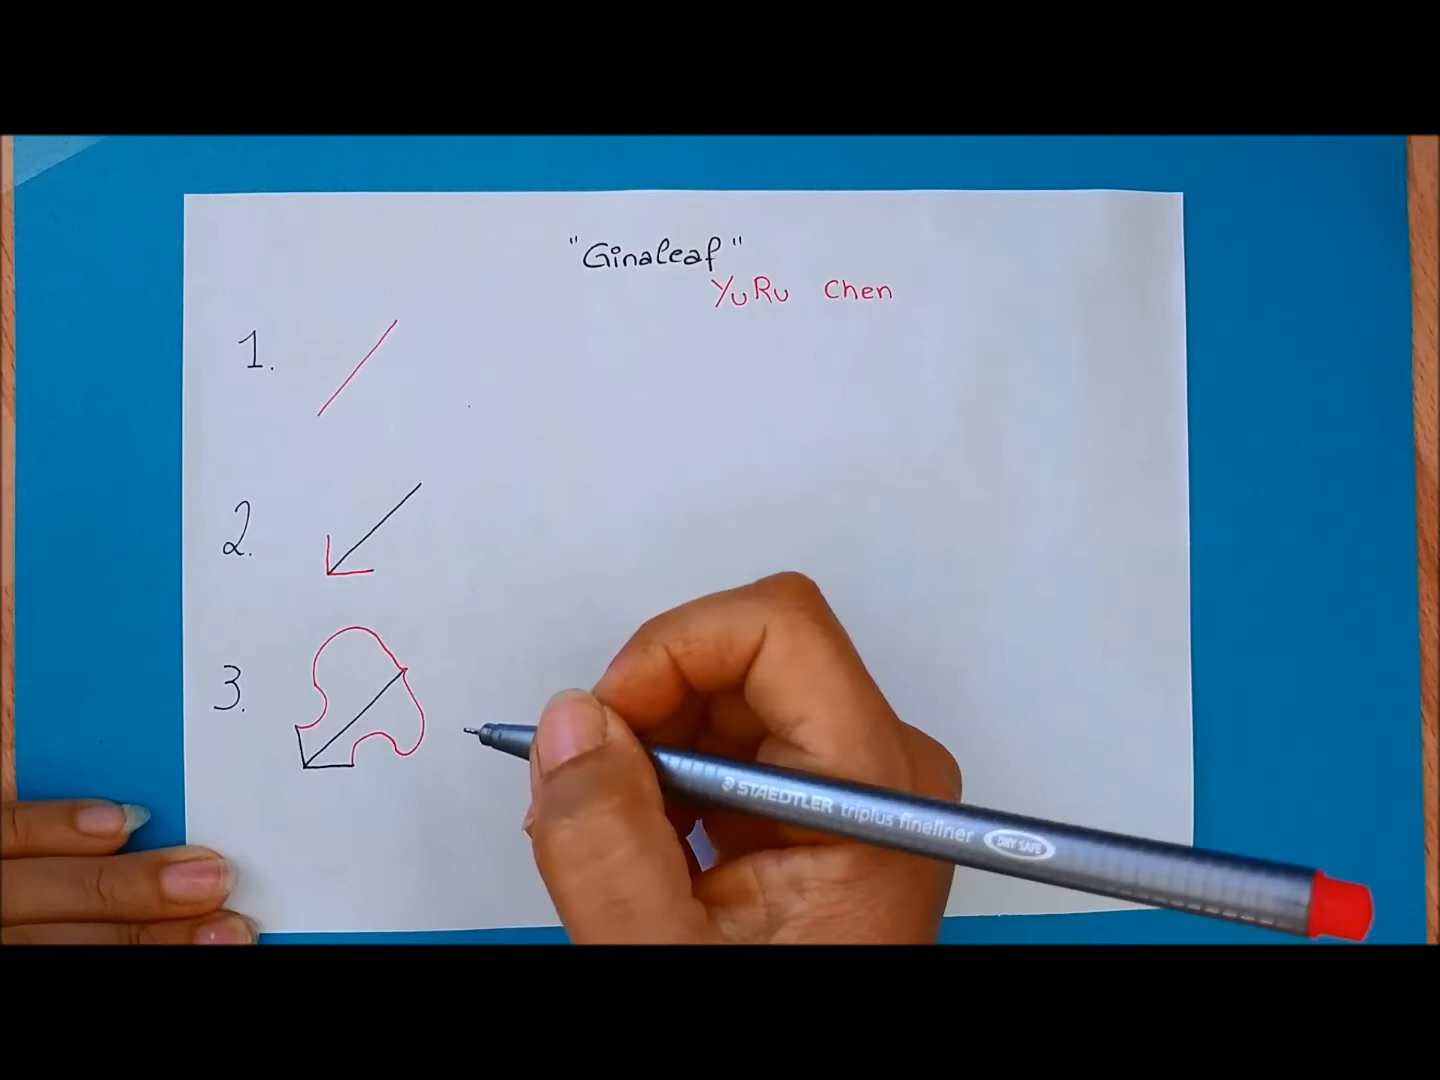 "Ginaleaf"
YuRu Chen
1.
2.
3.
STAEDTLER triplus fineliner DRY SAFE